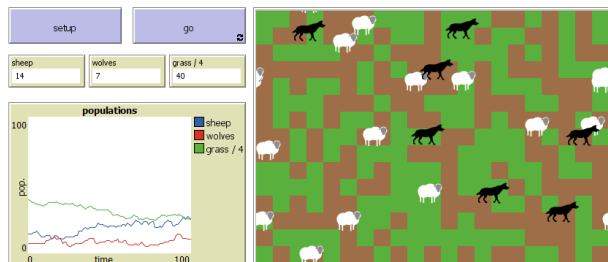 setup
go
sheep
14
wolves
7
grass / 4
40
populations
100
pop.
0
0
time
100
sheep
wolves
grass / 4